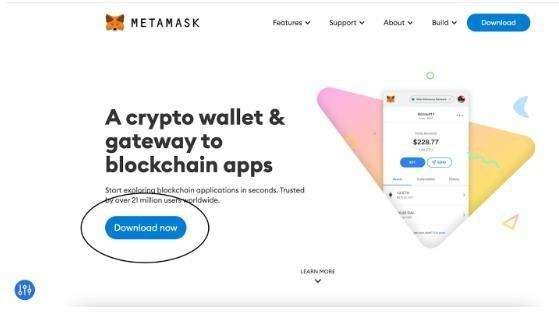 METAMASK
Features Support About Build Download
A crypto wallet &
gateway to
blockchain apps
Start exploring blockchain applications in seconds. Trusted
by over 21 million users worldwide.
Download now
$228.77
LEARN MORE